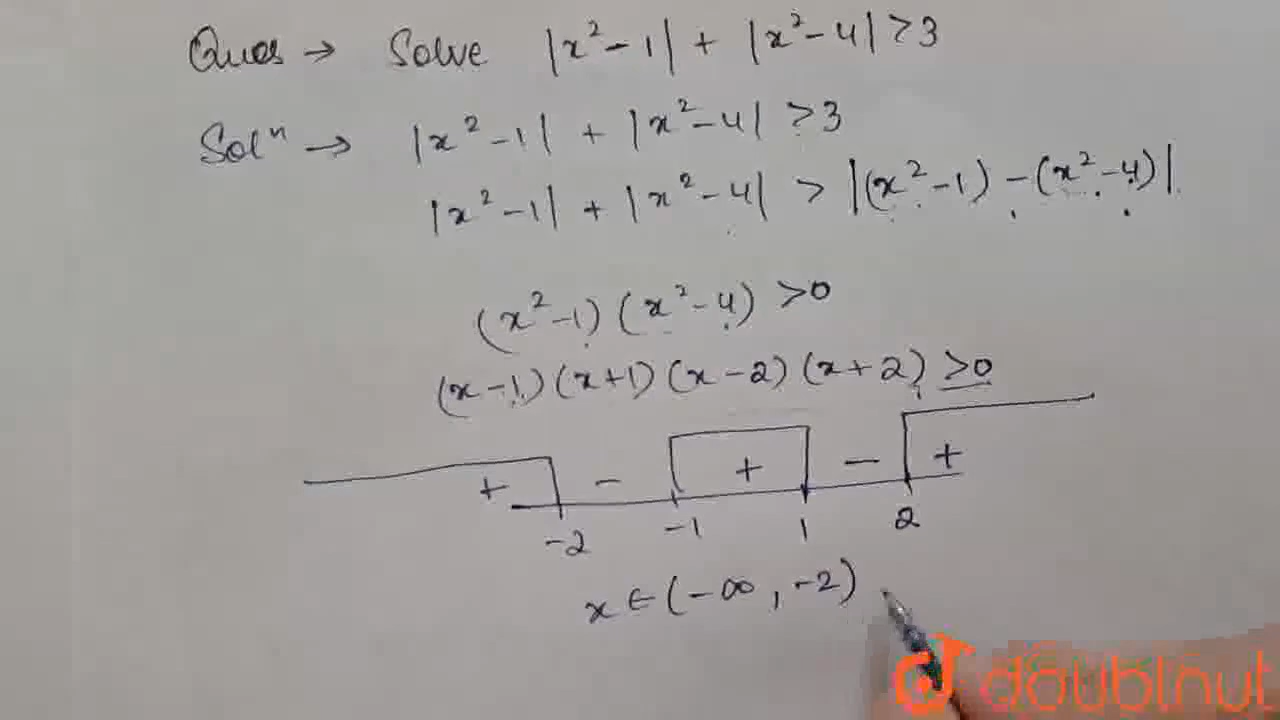 Ques → Solve |x² - 1| + |x² - 4| > 3
Solⁿ → |x² - 1| + |x² - 4| > 3
|x² - 1| + |x² - 4| > |(x² - 1) - (x² - 4)|
(x² - 1) (x² - 4) > 0
(x - 1) (x + 1) (x - 2) (x + 2) > 0
+ - + - +
-2 -1 1 2
x ∈ (-∞, -2)
doubtnut